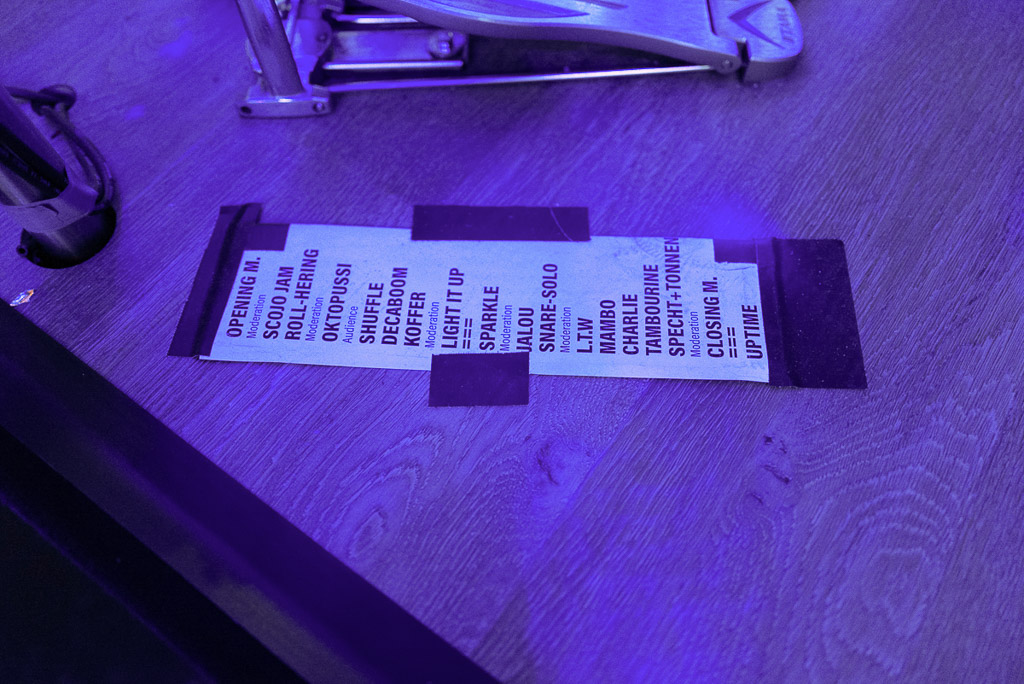 OPENING M.
Moderation
SCOJO JAM
ROLL-HERING
Moderation
OKTOPUSSI
Audience
SHUFFLE
DECABOOM
KOFFER
Moderation
LIGHT IT UP
===
SPARKLE
Moderation
JALOU
SNARE-SOLO
Moderation
L.T.W
MAMBO
CHARLIE
TAMBOURINE
SPECHT+TONNEN
Moderation
CLOSING M.
===
UPTIME
TAMA